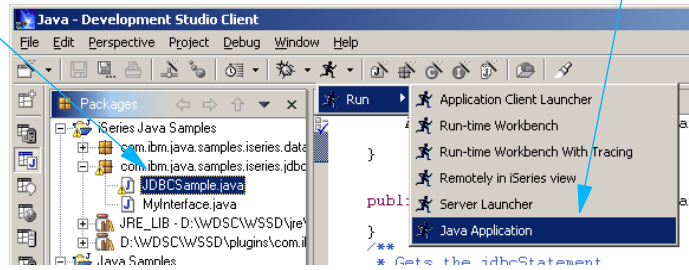 Java - Development Studio Client
File Edit Perspective Project Debug Window Help
Packages
Run
iSeries Java Samples
com.ibm.java.samples.iseries.data
com.ibm.java.samples.iseries.jdbc
JDBCSample.java
MyInterface.java
JRE_LIB - D:\WDSC\WSSD\jre\
D:\WDSC\WSSD\plugins\com.i
Java Samples
Application Client Launcher
Run-time Workbench
Run-time Workbench With Tracing
Remotely in iSeries view
Server Launcher
Java Application
}
publ
}
/**
* Gets the jdbcStatement